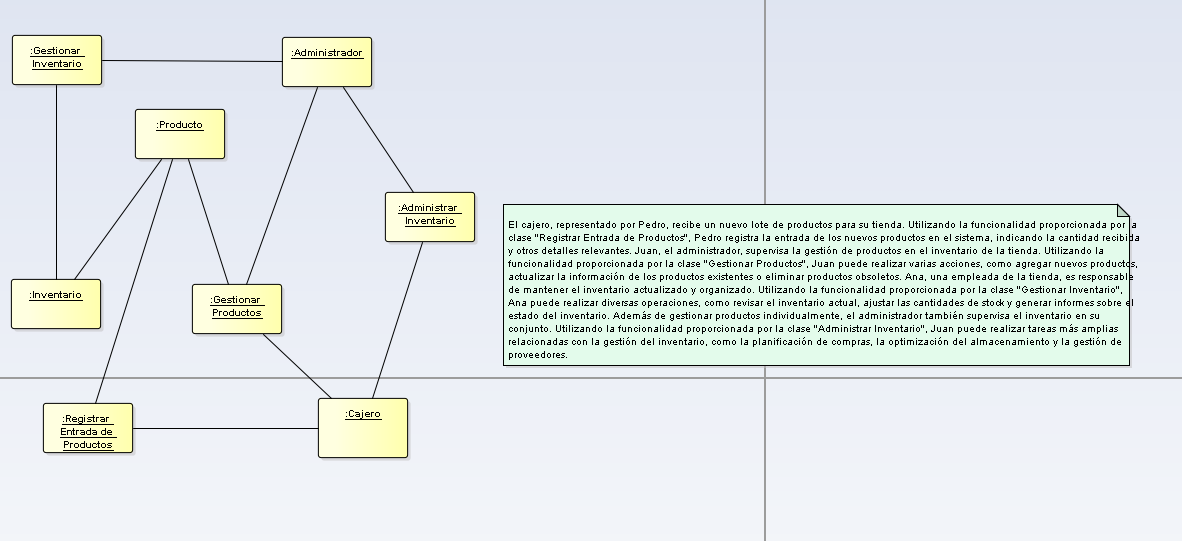 :Gestionar
Inventario
:Administrador
:Producto
:Administrar
Inventario
:Inventario
:Gestionar
Productos
:Registrar
Entrada de
Productos
:Cajero
El cajero, representado por Pedro, recibe un nuevo lote de productos para su tienda. Utilizando la funcionalidad proporcionada por la
clase "Registrar Entrada de Productos", Pedro registra la entrada de los nuevos productos en el sistema, indicando la cantidad recibida
y otros detalles relevantes. Juan, el administrador, supervisa la gestión de productos en el inventario de la tienda. Utilizando la
funcionalidad proporcionada por la clase "Gestionar Productos", Juan puede realizar varias acciones, como agregar nuevos productos,
actualizar la información de los productos existentes o eliminar productos obsoletos. Ana, una empleada de la tienda, es responsable
de mantener el inventario actualizado y organizado. Utilizando la funcionalidad proporcionada por la clase "Gestionar Inventario",
Ana puede realizar diversas operaciones, como revisar el inventario actual, ajustar las cantidades de stock y generar informes sobre el
estado del inventario. Además de gestionar productos individualmente, el administrador también supervisa el inventario en su
conjunto. Utilizando la funcionalidad proporcionada por la clase "Administrar Inventario", Juan puede realizar tareas más amplias
relacionadas con la gestión del inventario, como la planificación de compras, la optimización del almacenamiento y la gestión de
proveedores.